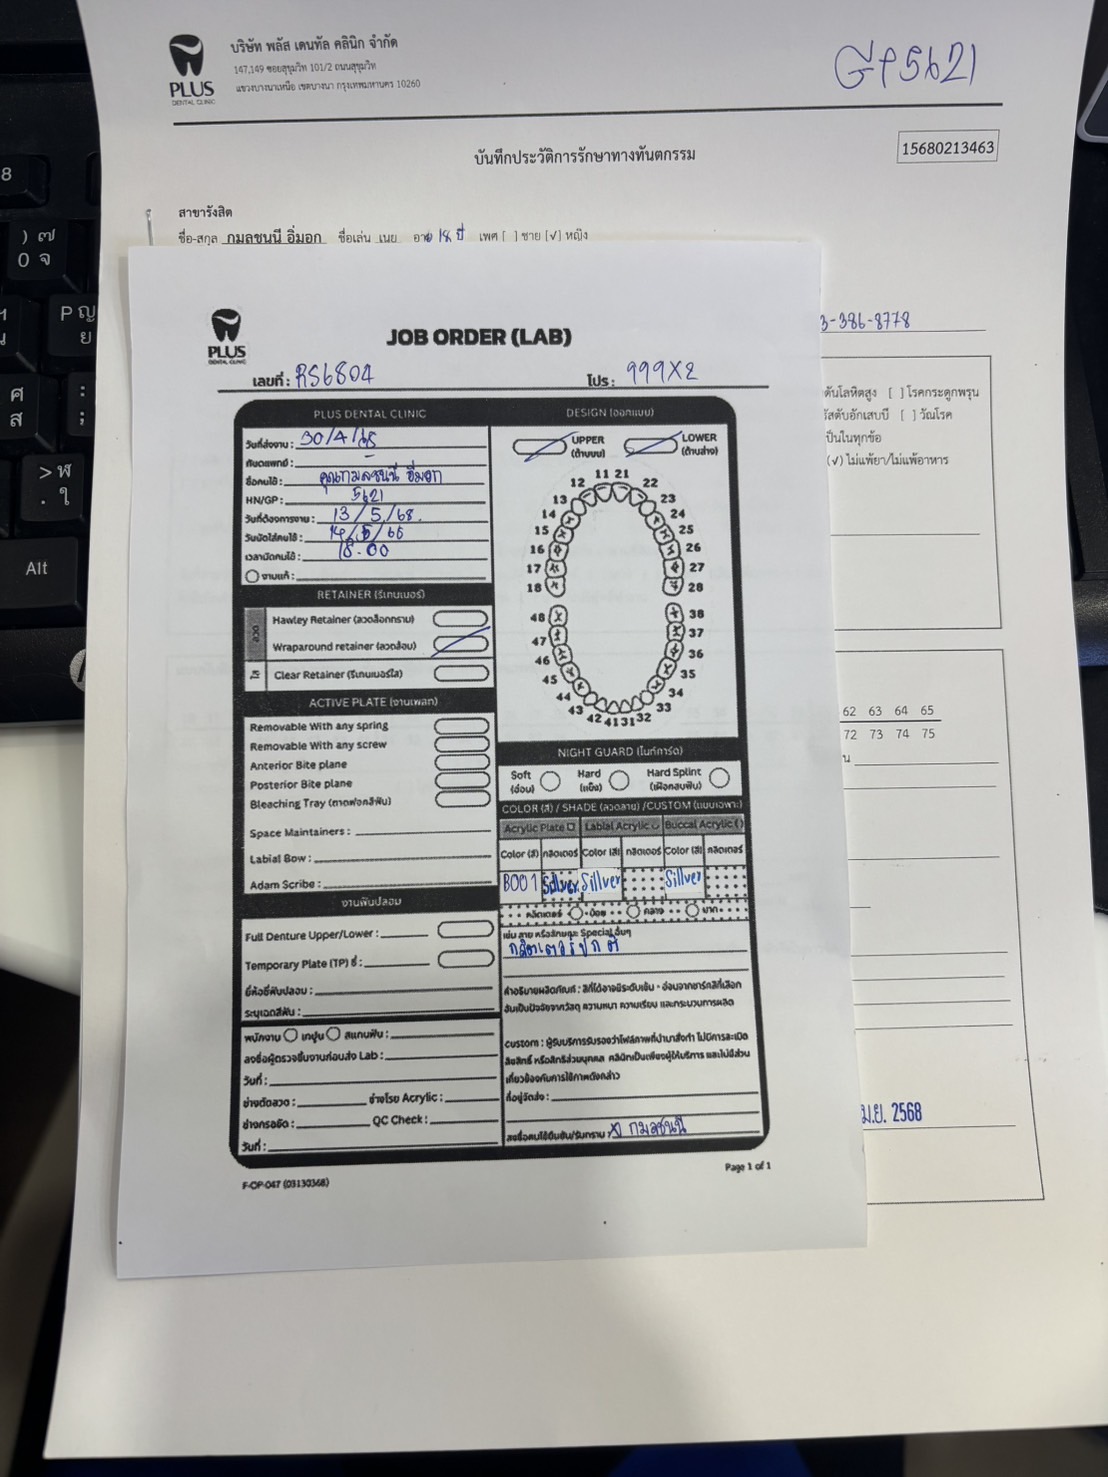 บริษัท พลัส เดนทัล คลินิก จำกัด
147,149 ซอยสุขุมวิท 101/2 ถนนสุขุมวิท
แขวงบางนาเหนือ เขตบางนา กรุงเทพมหานคร 10260
PLUS
DENTAL CLINIC
GP5621
บันทึกประวัติการรักษาทางทันตกรรม
15680213463
สาขารังสิต
ชื่อ-สกุล กมลชนนี อิ่มอก ชื่อเล่น เนย อายุ 18 ปี เพศ [ ] ชาย [√] หญิง
3-386-8778
ดันโลหิตสูง [ ] โรคกระดูกพรุน
วัสตับอักเสบบี [ ] วัณโรค
เป็นในทุกข้อ
(√) ไม่แพ้ยา/ไม่แพ้อาหาร
62 63 64 65
72 73 74 75
เม.ย. 2568
PLUS
DENTAL CLINIC
JOB ORDER (LAB)
เลขที่ : RS6804
โปร : 999x2
PLUS DENTAL CLINIC
วันที่ส่งงาน : 30/4/68
ทันตแพทย์ : -
ชื่อคนไข้ : คุณกมลชนนี อิ่มอก
HN/GP : 5621
วันที่ต้องการงาน : 13/5/68.
วันนัดใส่คนไข้ : 14/5/68
เวลานัดคนไข้ : 18.00
งานแก้ :
RETAINER (รีเทนเนอร์)
ลวด
Hawley Retainer (ลวดล็อกกราม)
Wraparound retainer (ลวดล้อม)
ใส
Clear Retainer (รีเทนเนอร์ใส)
ACTIVE PLATE (งานเพลท)
Removable With any spring
Removable With any screw
Anterior Bite plane
Posterior Bite plane
Bleaching Tray (ถาดฟอกสีฟัน)
Space Maintainers :
Labial Bow :
Adam Scribe :
งานฟันปลอม
Full Denture Upper/Lower :
Temporary Plate (TP) ซี่ :
ยี่ห้อซี่ฟันปลอม :
ระบุเฉดสีฟัน :
พนักงาน เทปูน สแกนฟัน :
ลงชื่อผู้ตรวจชิ้นงานก่อนส่ง Lab :
วันที่ :
ช่างดัดลวด : ช่างโรย Acrylic :
ช่างกรอขัด : QC Check :
วันที่ :
DESIGN (ออกแบบ)
UPPER
(ด้านบน)
LOWER
(ด้านล่าง)
11 21
12 22
13 23
14 24
15 25
16 26
17 27
18 28
48 38
47 37
46 36
45 35
44 34
43 33
42 41 31 32
NIGHT GUARD (ไนท์การ์ด)
Soft
(อ่อน)
Hard
(แข็ง)
Hard Splint
(เฝือกสบฟัน)
COLOR (สี) / SHADE (ลวดลาย) /CUSTOM (แบบเฉพาะ)
Acrylic Plate Labial Acrylic Buccal Acrylic
Color (สี) กลิตเตอร์ Color (สี) กลิตเตอร์ Color (สี) กลิตเตอร์
B001 Sillver Sillver Sillver
กลิตเตอร์ น้อย กลาง มาก
เช่น ลาย หรือลักษณะ Special อื่นๆ
กลิตเตอร์ปกติ
คำอธิบายผลิตภัณฑ์ : สีที่ได้อาจมีระดับเข้ม - อ่อนจากชาร์ตสีที่เลือก
อันเป็นปัจจัยจากวัสดุ ความหนา ความเรียบ และกระบวนการผลิต
custom : ผู้รับบริการรับรองว่าไฟล์ภาพที่นำมาสั่งทำ ไม่มีการละเมิด
ลิขสิทธิ์ หรือสิทธิส่วนบุคคล คลินิกเป็นเพียงผู้ให้บริการ และไม่มีส่วน
เกี่ยวข้องกับการใช้ภาพดังกล่าว
ที่อยู่จัดส่ง :
ลงชื่อคนไข้ยืนยัน/รับทราบ : x กมลชนนี
F-OP-047 (03130368)
Page 1 of 1
8
) ๗
0 จ
P ญ
ย
ศ
ส
:
;
> ฬ
. ใ
Alt